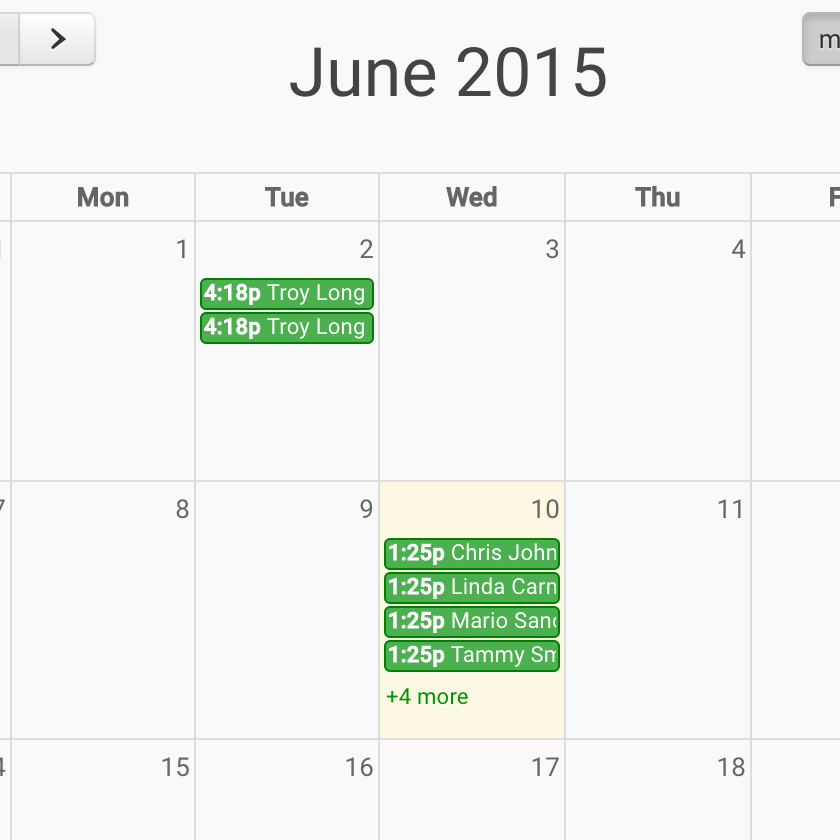 June 2015
Mon Tue Wed Thu
1 2 3 4
4:18p Troy Long
4:18p Troy Long
8 9 10 11
1:25p Chris John
1:25p Linda Carn
1:25p Mario
1:25p Tammy
+4 more
15 16 17 18